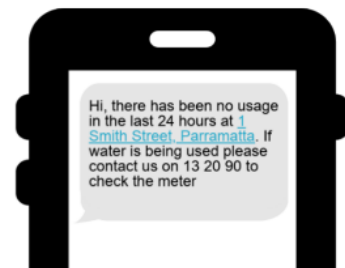 Hi, there has been no usage
in the last 24 hours at 1
Smith Street, Parramatta. If
water is being used please
contact us on 13 20 90 to
check the meter